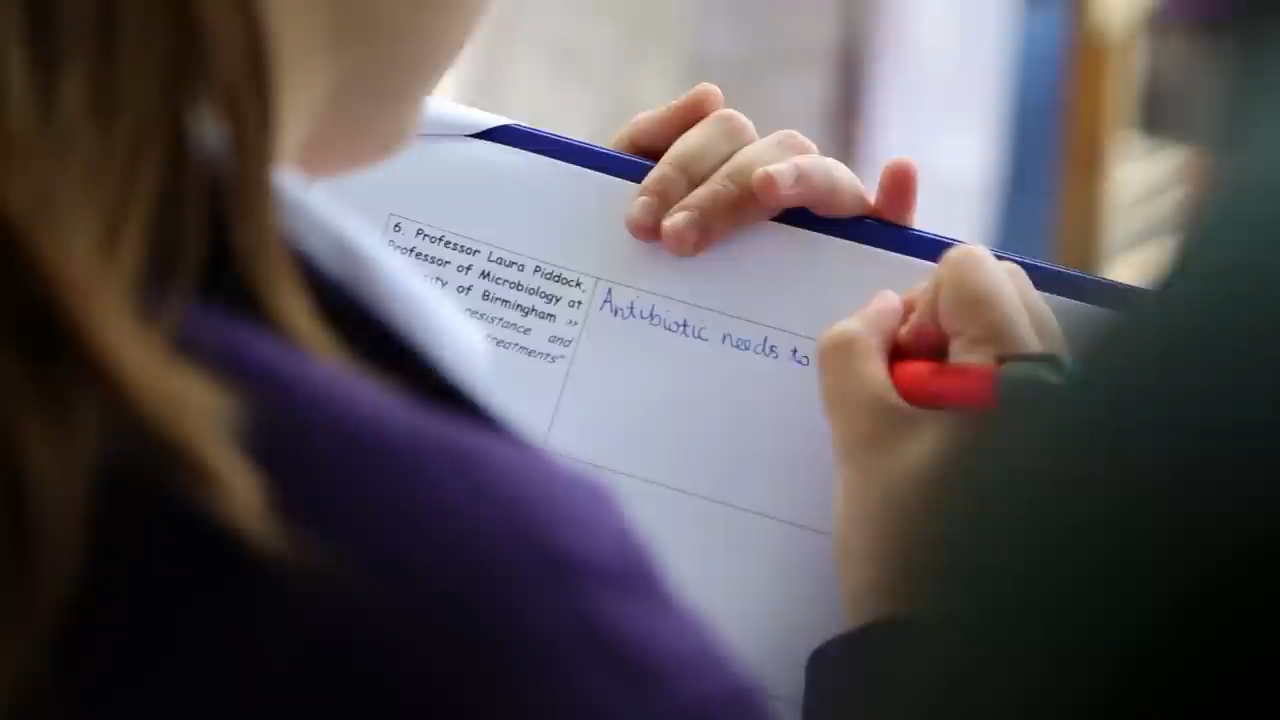 6. Professor Laura Piddock,
Professor of Microbiology at
of Birmingham »
resistance and
treatments"
Antibiotic needs to